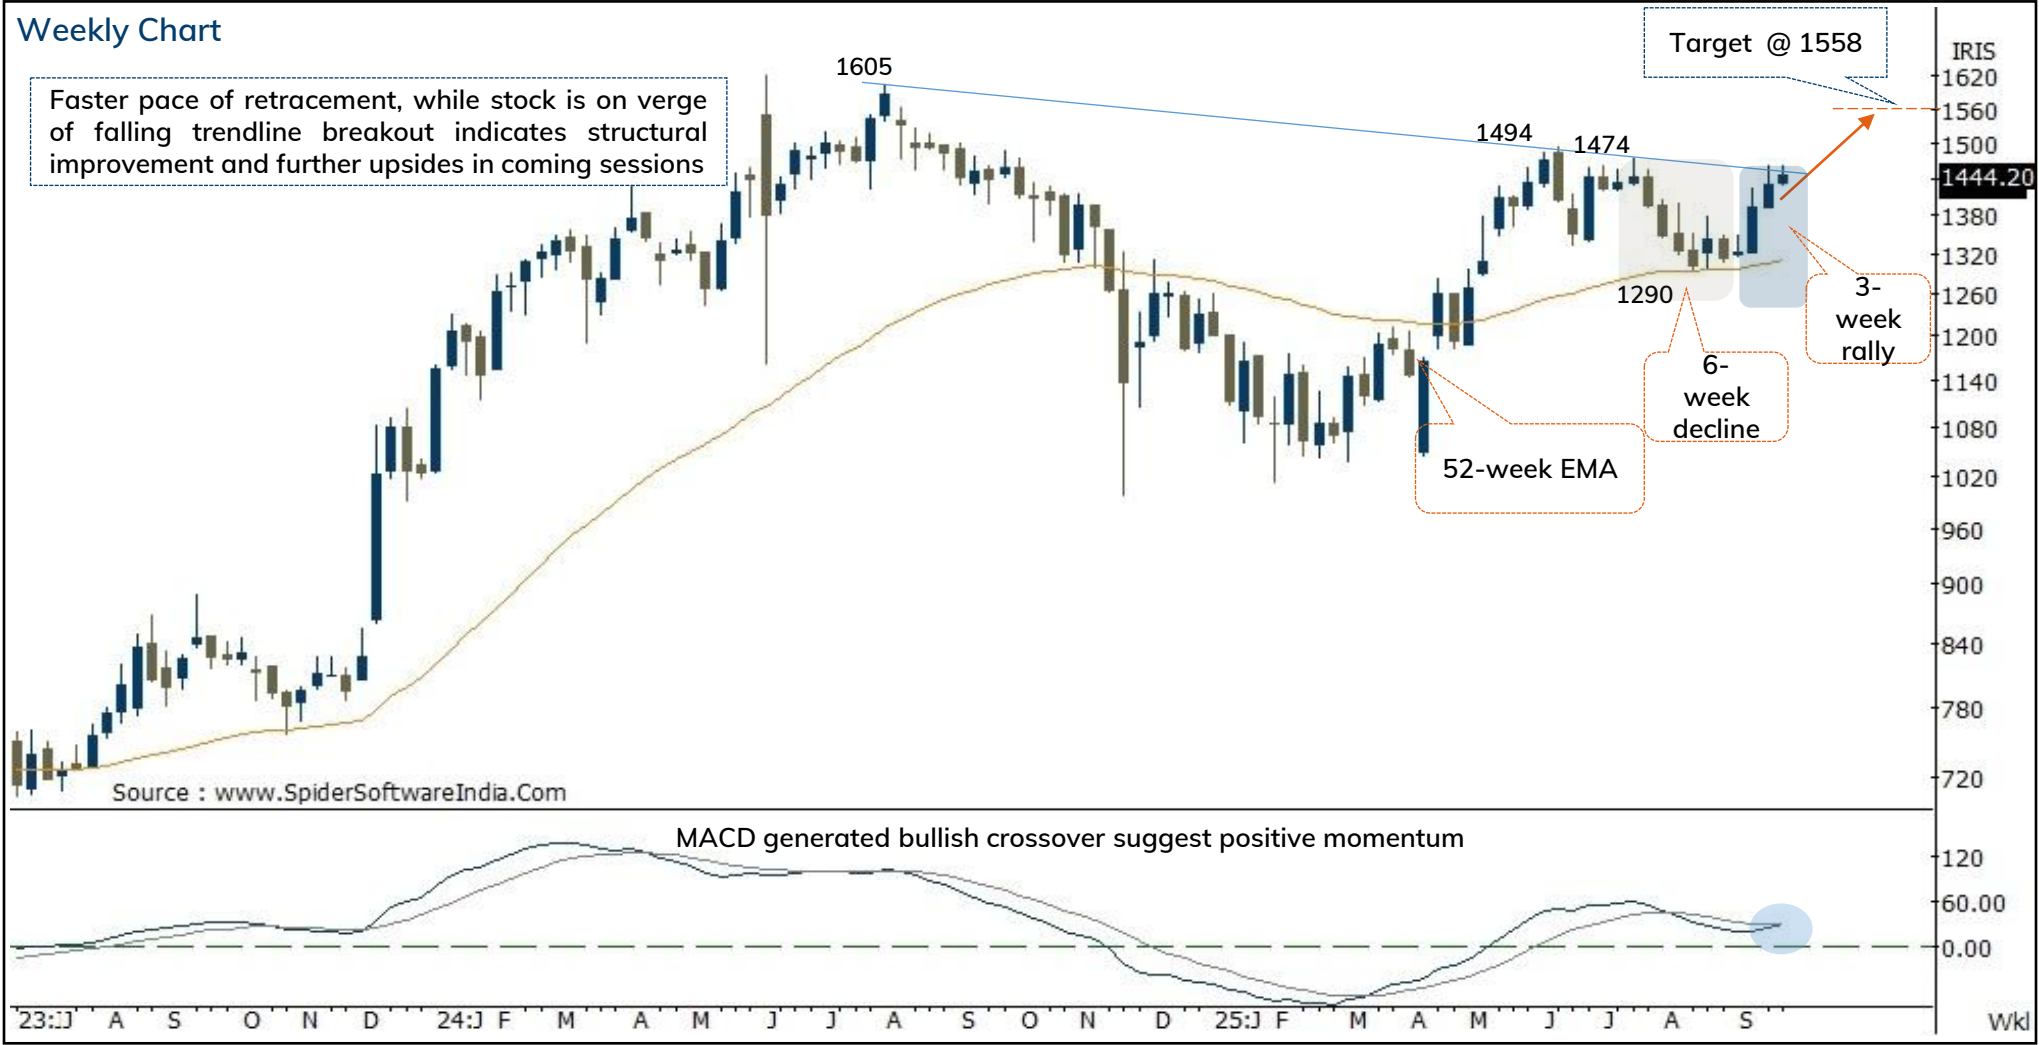 Weekly Chart
Faster pace of retracement, while stock is on verge
of falling trendline breakout indicates structural
improvement and further upsides in coming sessions
1605
1494
1474
Target @ 1558
IRIS
1620
1560
1500
1444.20
1380
1320
1260
1200
1140
1080
1020
960
900
840
780
720
1290
3-
week
rally
6-
week
decline
52-week EMA
Source : www.SpiderSoftwareIndia.Com
MACD generated bullish crossover suggest positive momentum
120
60.00
0.00
23:JJ A S O N D 24:J F M A M J J A S O N D 25:J F M A M J J A S Wkl